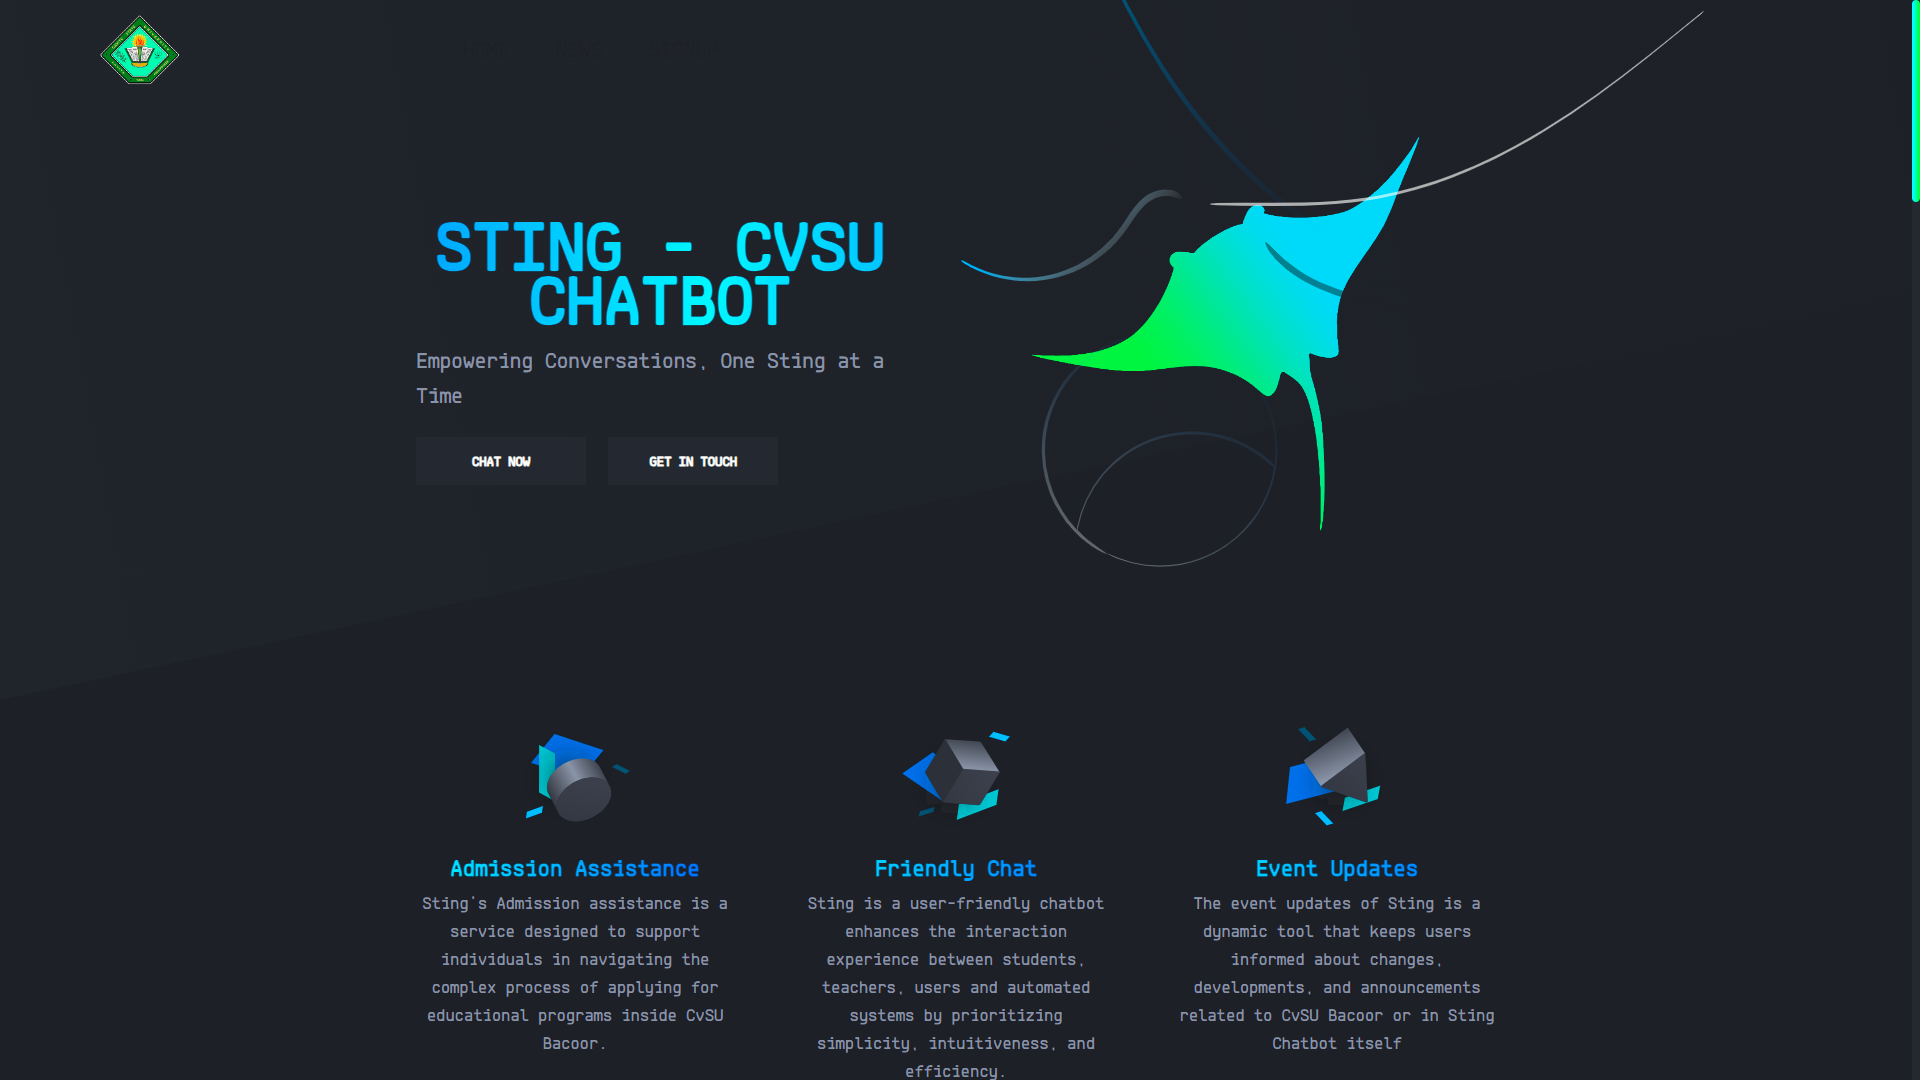 STING - CVSU
CHATBOT
Empowering Conversations, One Sting at a
Time
CHAT NOW
GET IN TOUCH
Admission Assistance
Sting's Admission assistance is a
service designed to support
individuals in navigating the
complex process of applying for
educational programs inside CvSU
Bacoor.
Friendly Chat
Sting is a user-friendly chatbot
enhances the interaction
experience between students,
teachers, users and automated
systems by prioritizing
simplicity, intuitiveness, and
efficiency.
Event Updates
The event updates of Sting is a
dynamic tool that keeps users
informed about changes,
developments, and announcements
related to CvSU Bacoor or in Sting
Chatbot itself